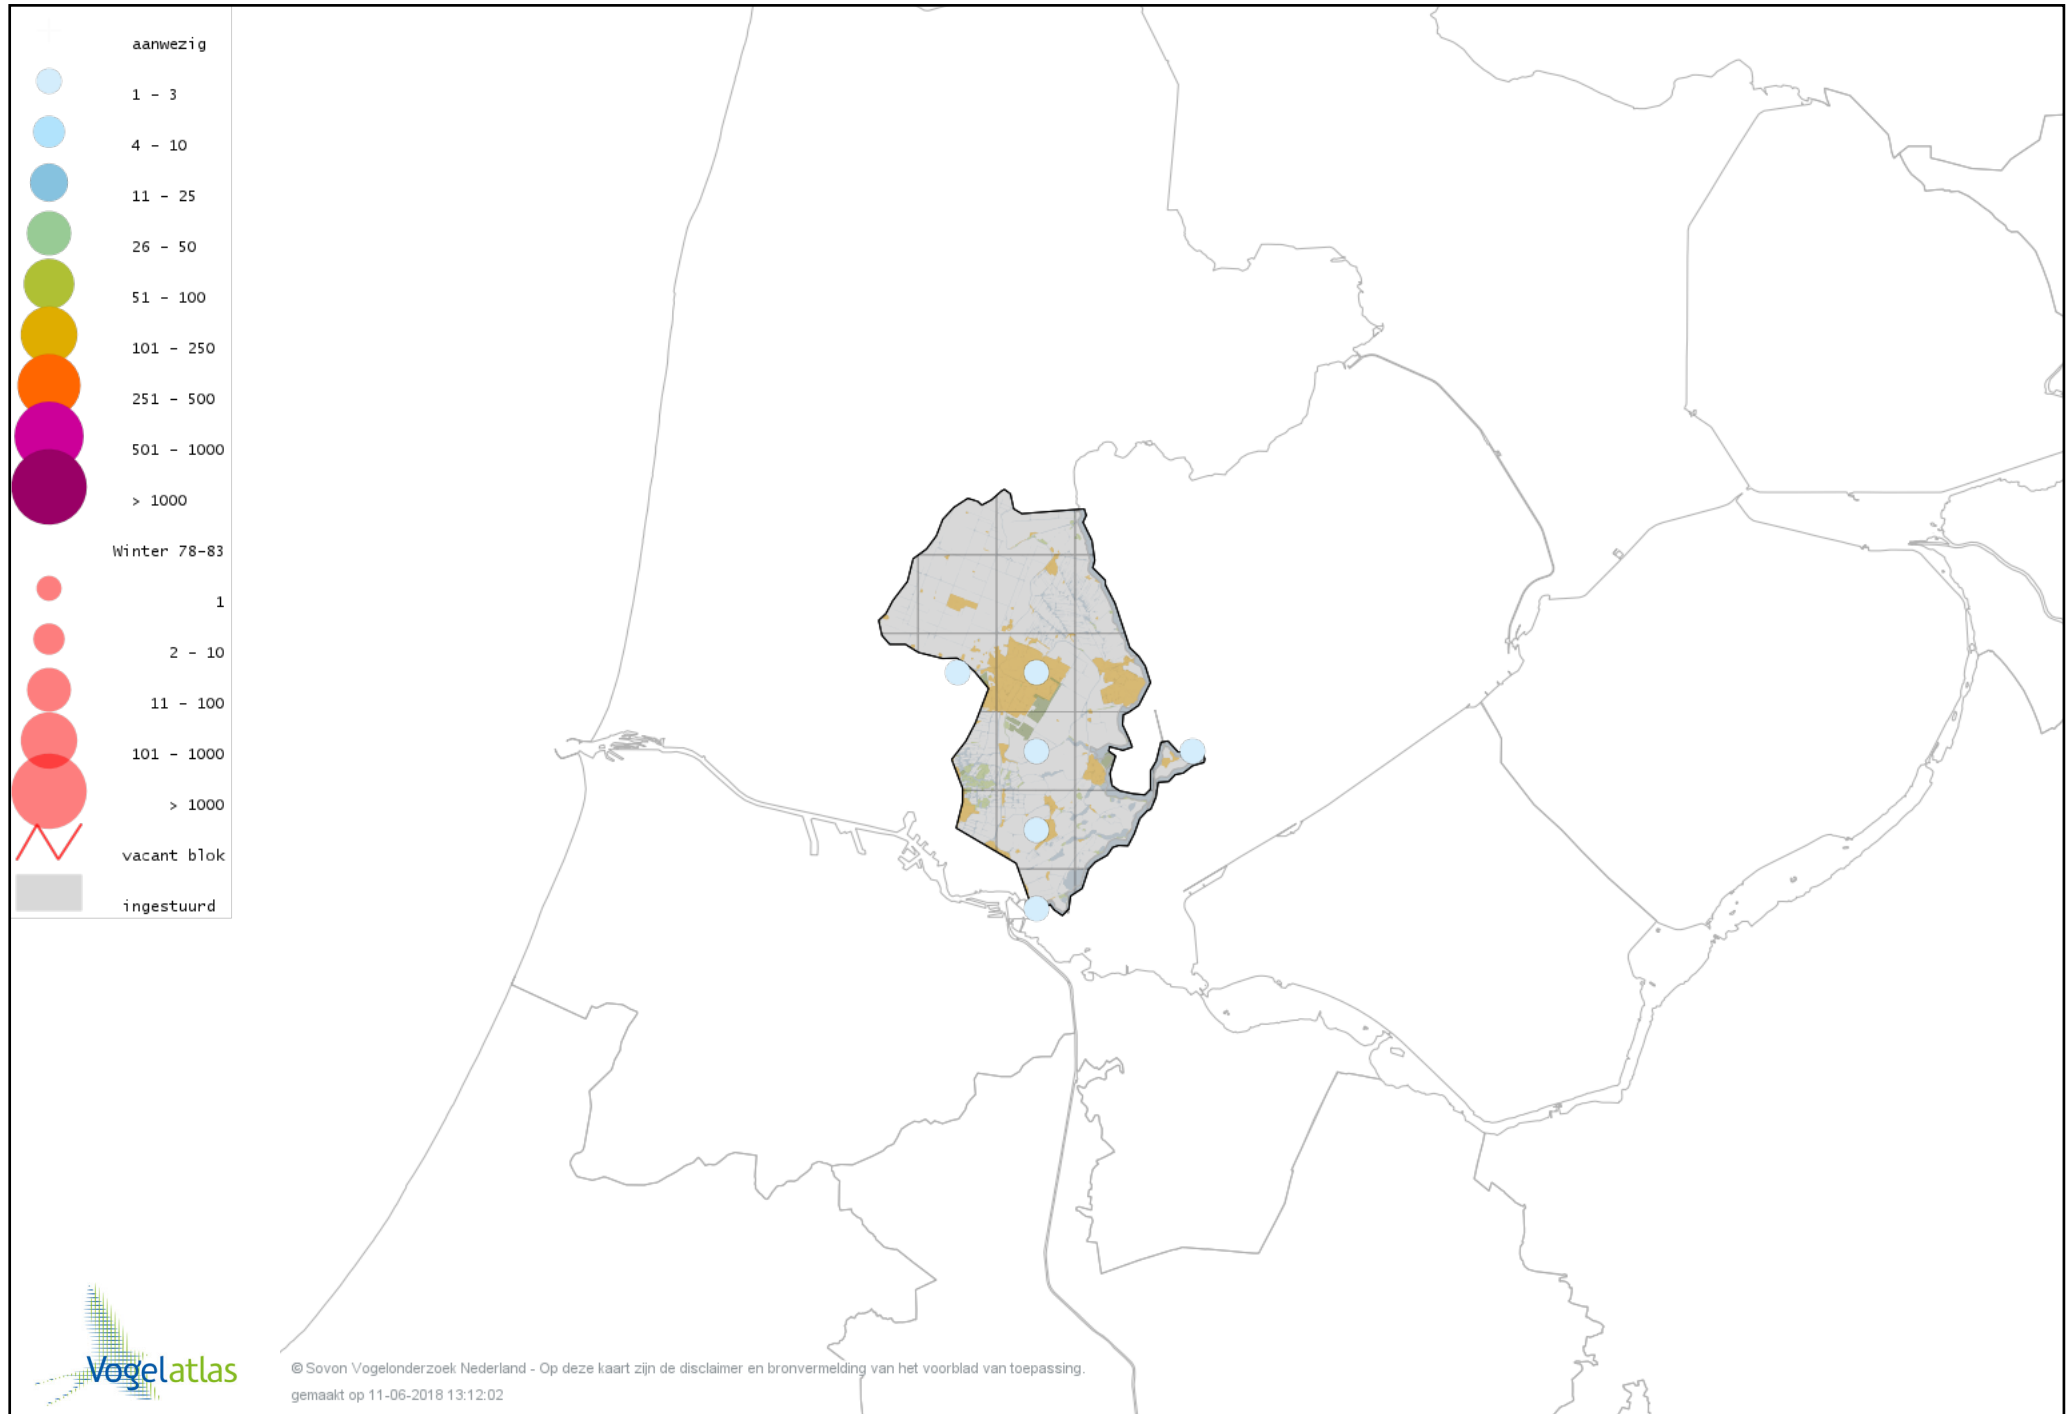 aanwezig
1 - 3
4 - 10
11 - 25
26 - 50
51 - 100
101 - 250
251 - 500
501 - 1000
> 1000
Winter 78-83
1
2 - 10
11 - 100
101 - 1000
> 1000
vacant blok
ingestuurd
Vogelatlas
© Sovon Vogelonderzoek Nederland - Op deze kaart zijn de disclaimer en bronvermelding van het voorblad van toepassing.
gemaakt op 11-06-2018 13:12:02